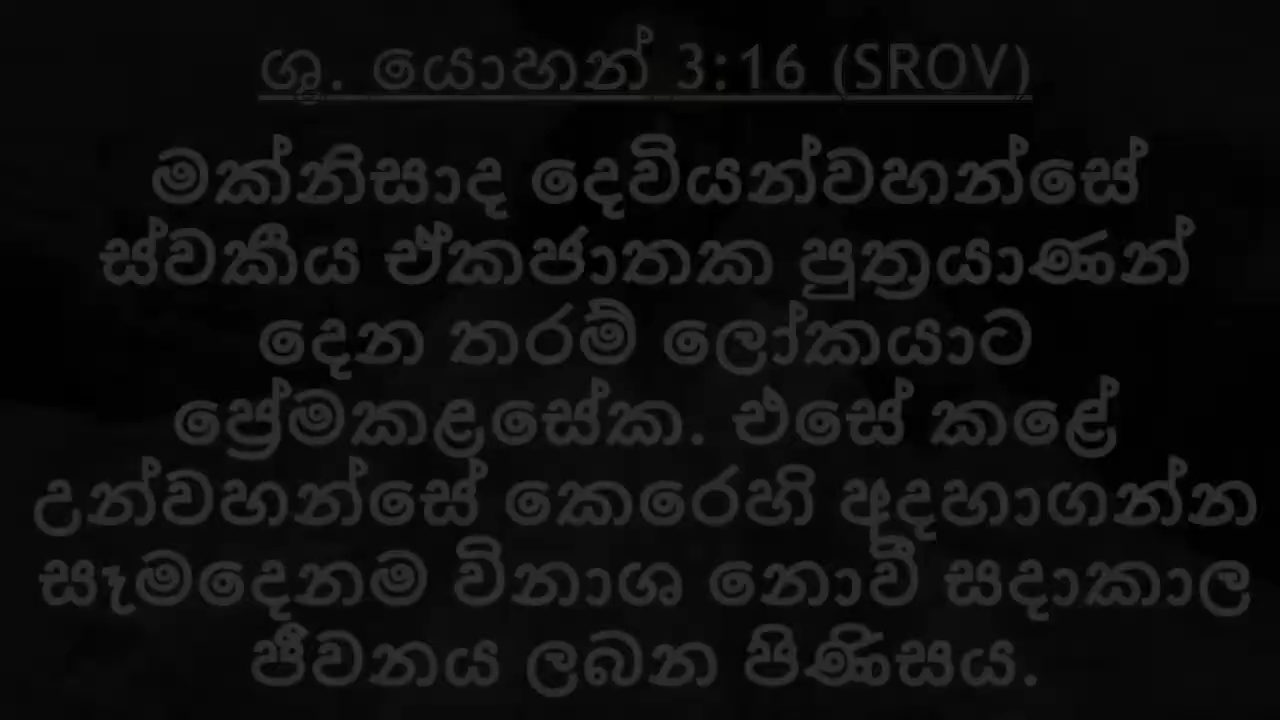 ශු. යොහන් 3:16 (SROV)
මක්නිසාද දෙවියන්වහන්සේ
ස්වකීය ඒකජාතක පුත්‍රයාණන්
දෙන තරම් ලෝකයාට
ප්‍රේමකළසේක. එසේ කළේ
උන්වහන්සේ කෙරෙහි අදහාගන්න
සෑමදෙනම විනාශ නොවී සදාකාල
ජීවනය ලබන පිණිසය.